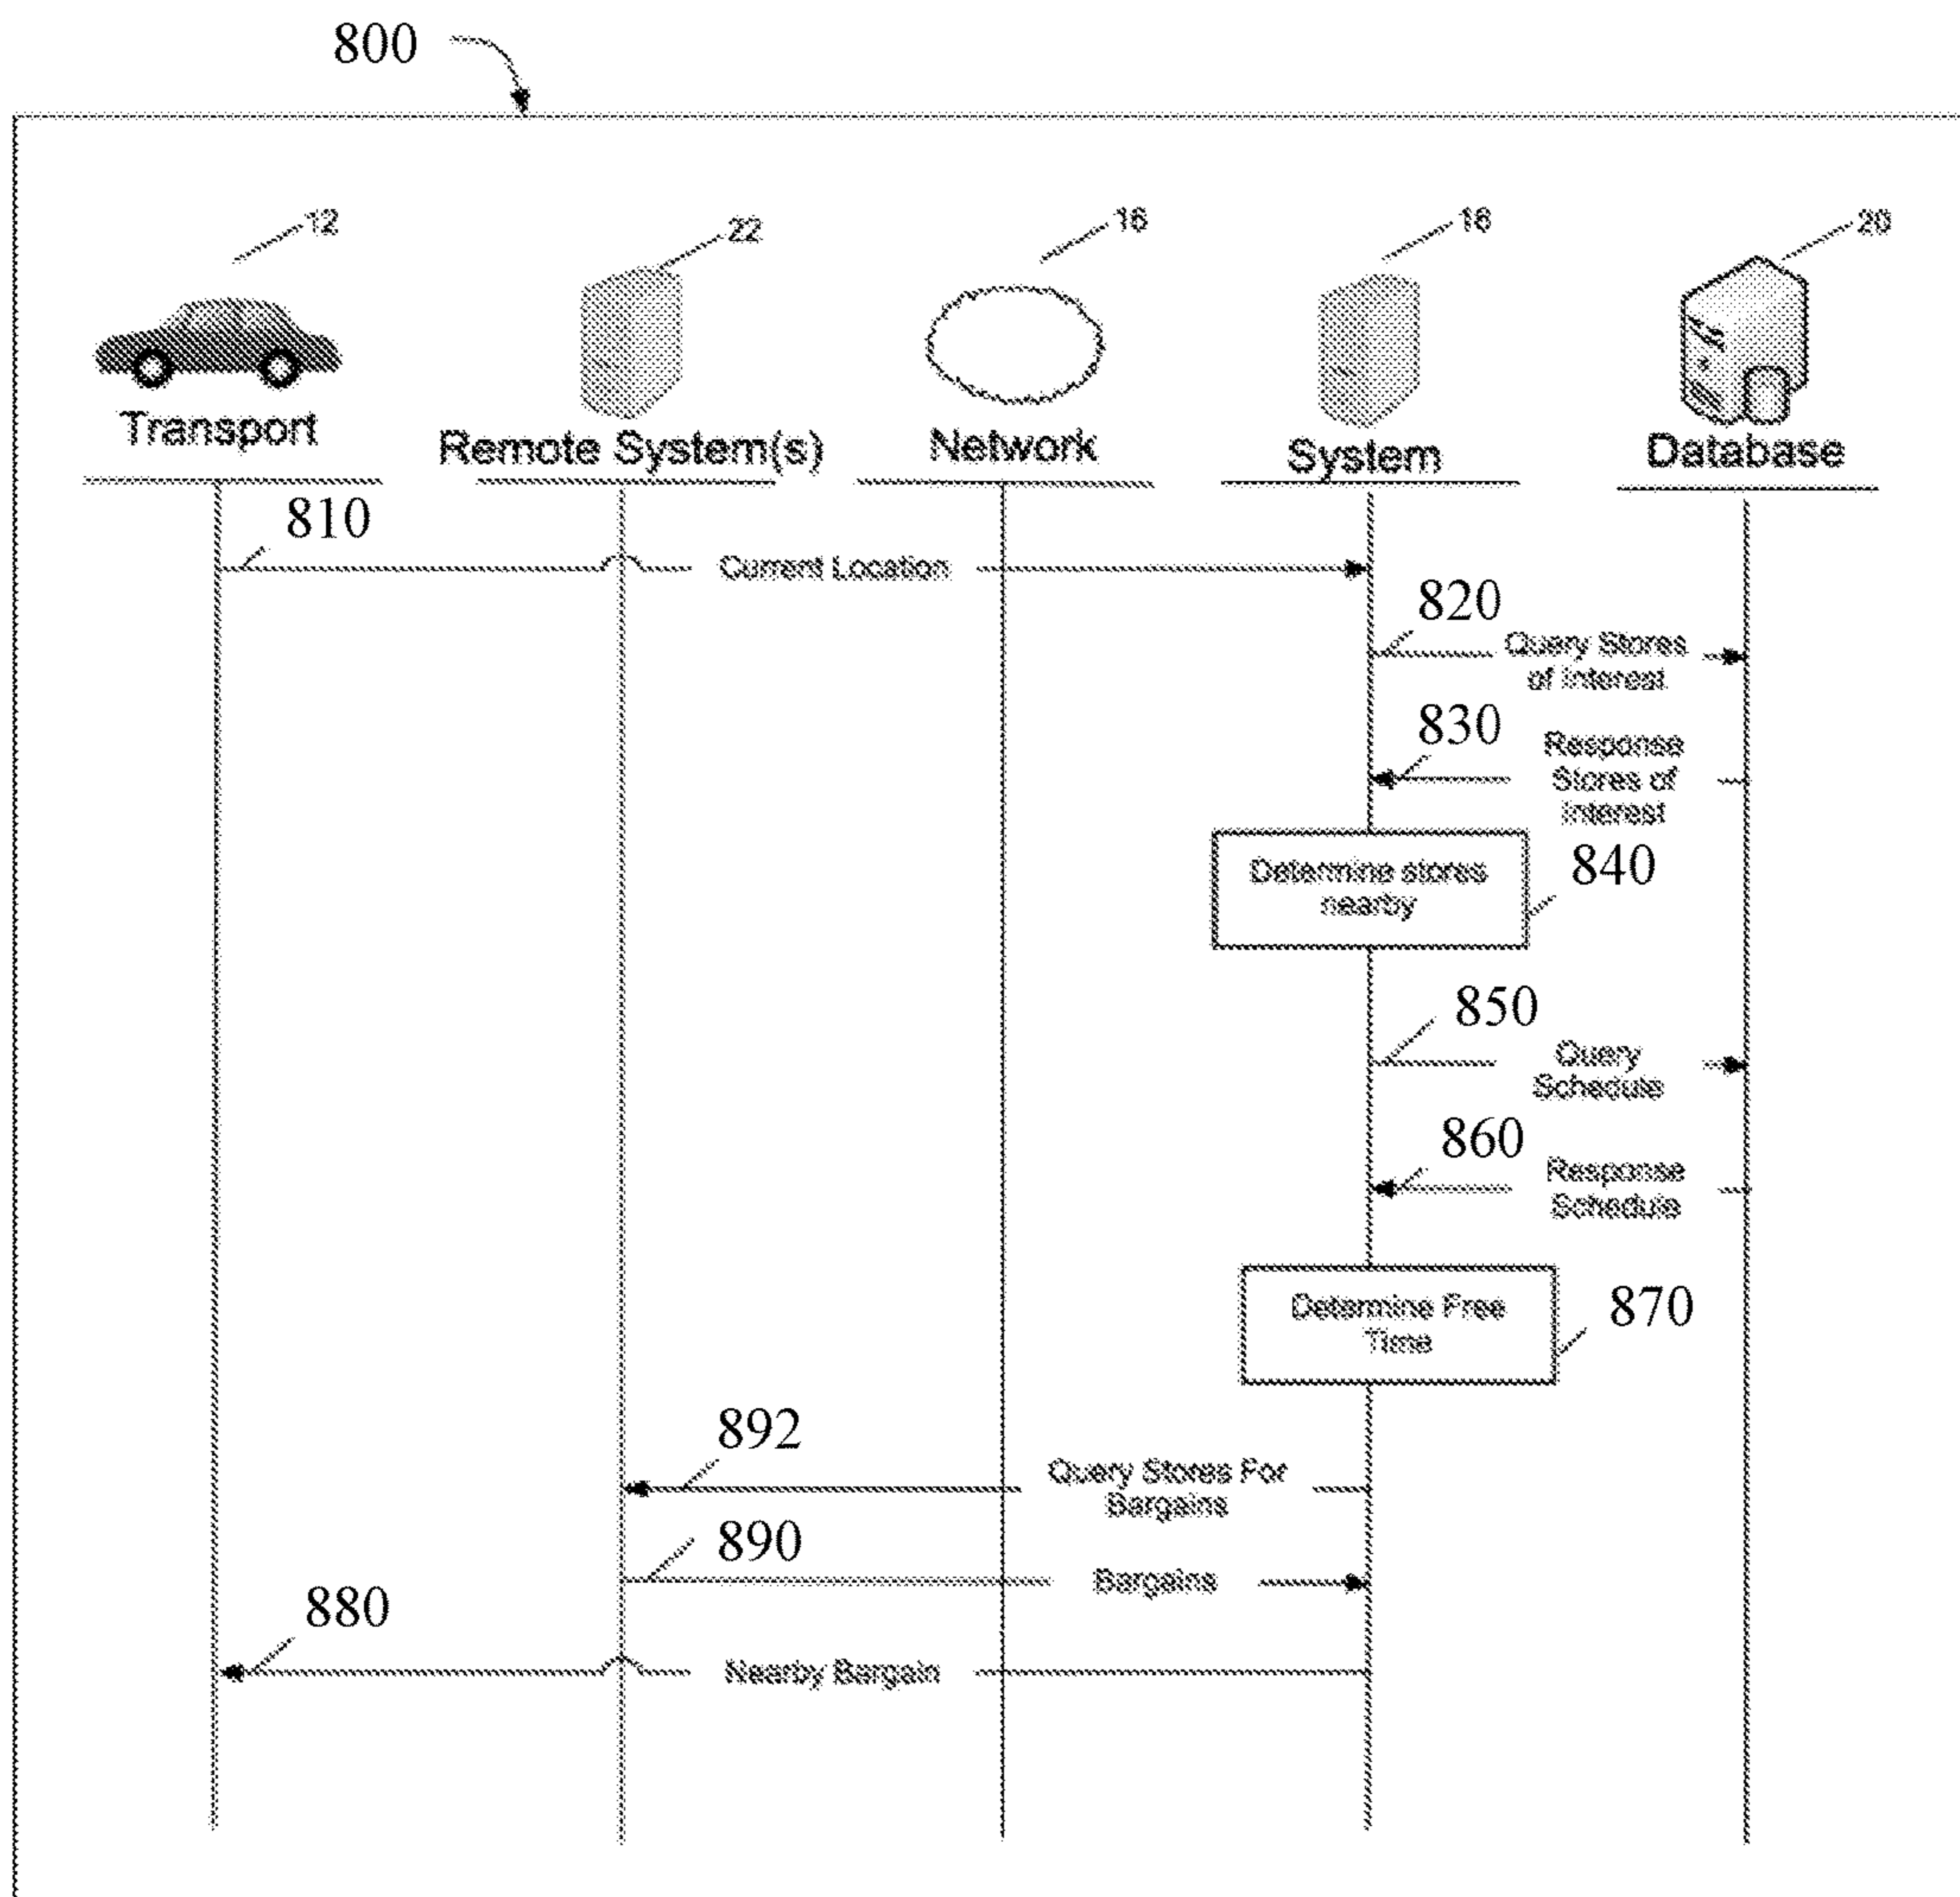 800
12
22
16
18
20
Transport
Remote System(s)
Network
System
Database
810
Current Location
820
Query Stores
of Interest
830
Response
Stores of
Interest
Determine stores
nearby
840
850
Query
Schedule
860
Response
Schedule
Determine Free
Time
870
892
Query Stores For
Bargains
890
Bargains
880
Nearby Bargain